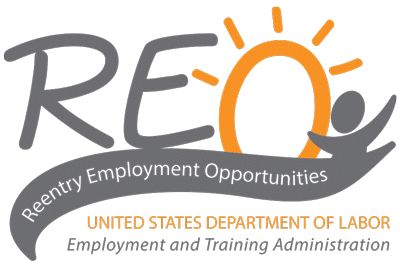 REO
Reentry Employment Opportunities
UNITED STATES DEPARTMENT OF LABOR
Employment and Training Administration